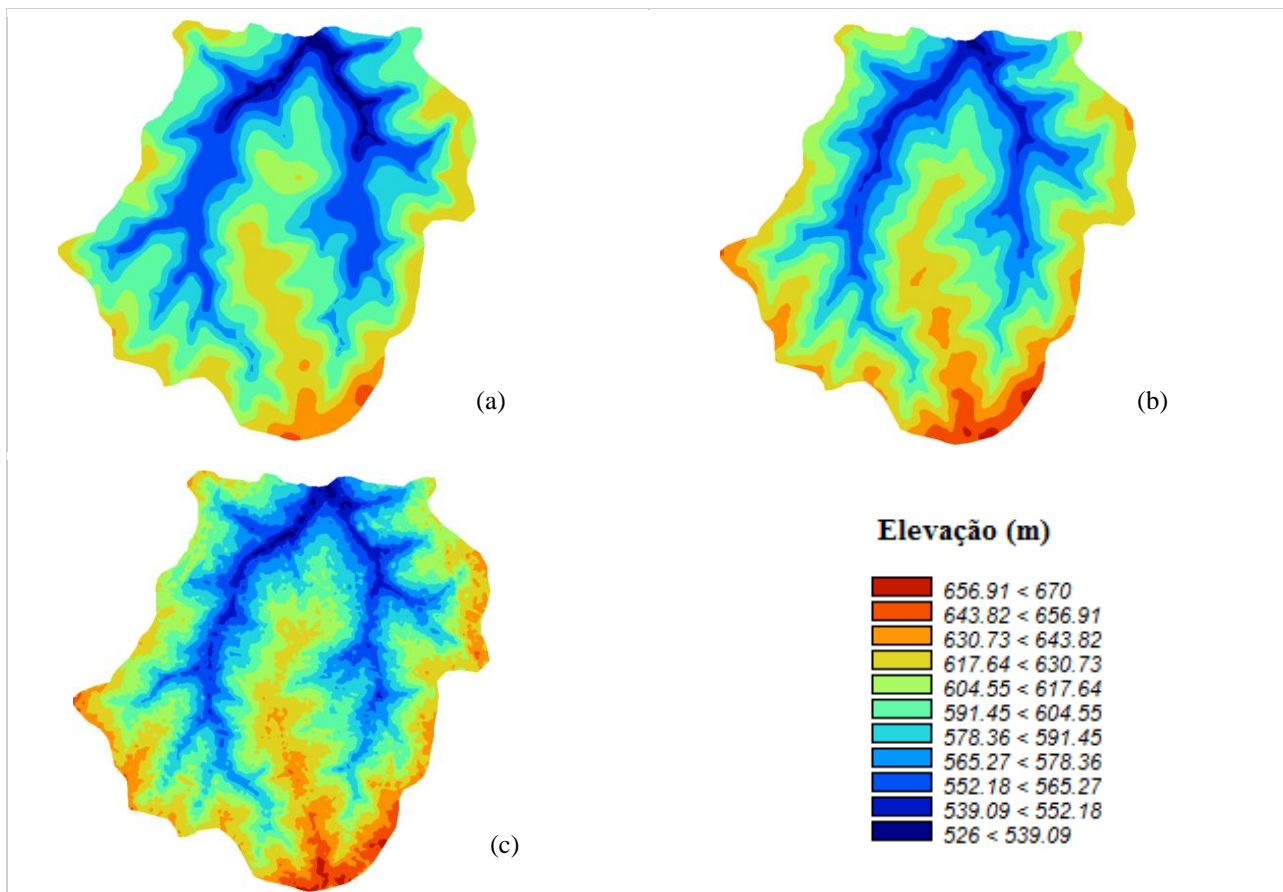 (a)
(b)
(c)
Elevação (m)
656.91 < 670
643.82 < 656.91
630.73 < 643.82
617.64 < 630.73
604.55 < 617.64
591.45 < 604.55
578.36 < 591.45
565.27 < 578.36
552.18 < 565.27
539.09 < 552.18
526 < 539.09